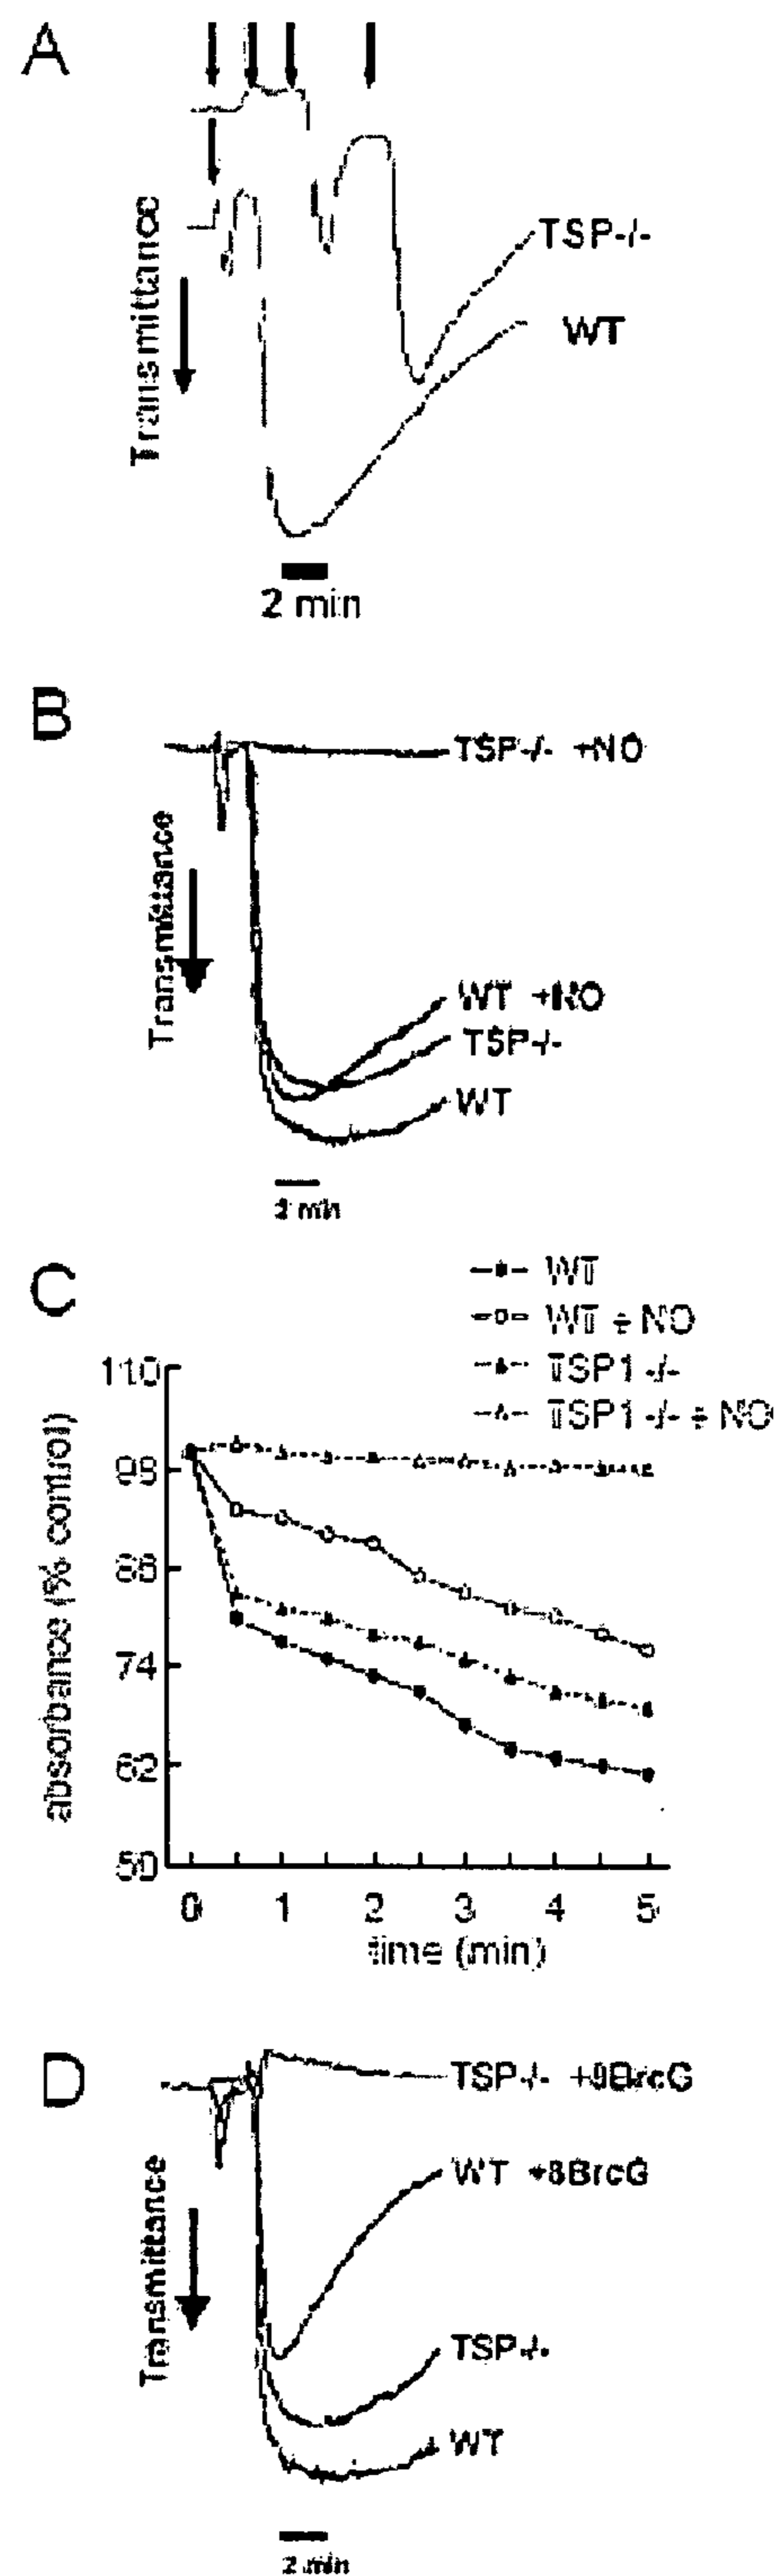 A
Transmittance
TSP-/-
WT
2 min
B
Transmittance
TSP-/- +NO
WT +NO
TSP-/-
WT
2 min
C
WT
WT + NO
TSP1 -/-
TSP1 -/- + NO
absorbance (% control)
110
98
86
74
62
50
0 1 2 3 4 5
time (min)
D
Transmittance
TSP-/- +8BrcG
WT +8BrcG
TSP-/-
WT
2 min